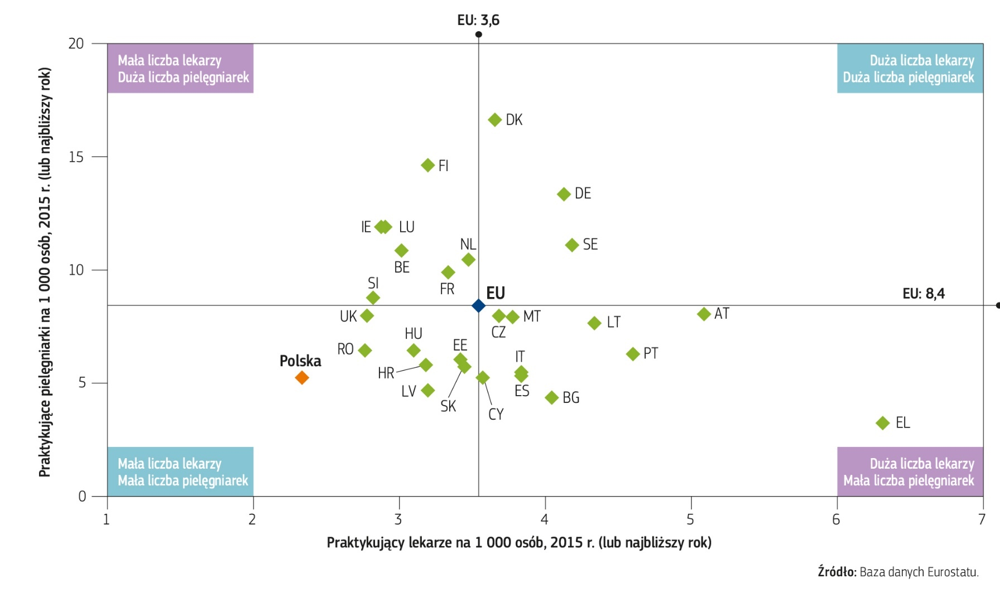 EU: 3,6
20
Mała liczba lekarzy
Duża liczba pielęgniarek
Duża liczba lekarzy
Duża liczba pielęgniarek
Praktykujące pielęgniarki na 1 000 osób, 2015 r. (lub najbliższy rok)
DK
15
FI
DE
IE
LU
NL
SE
BE
10
SI
FR
EU
EU: 8,4
UK
CZ
MT
LT
AT
HU
RO
EE
IT
PT
Polska
HR
5
LV
SK
CY
ES
BG
EL
Mała liczba lekarzy
Mała liczba pielęgniarek
Duża liczba lekarzy
Mała liczba pielęgniarek
0
1
2
3
4
5
6
7
Praktykujący lekarze na 1 000 osób, 2015 r. (lub najbliższy rok)
Źródło: Baza danych Eurostatu.